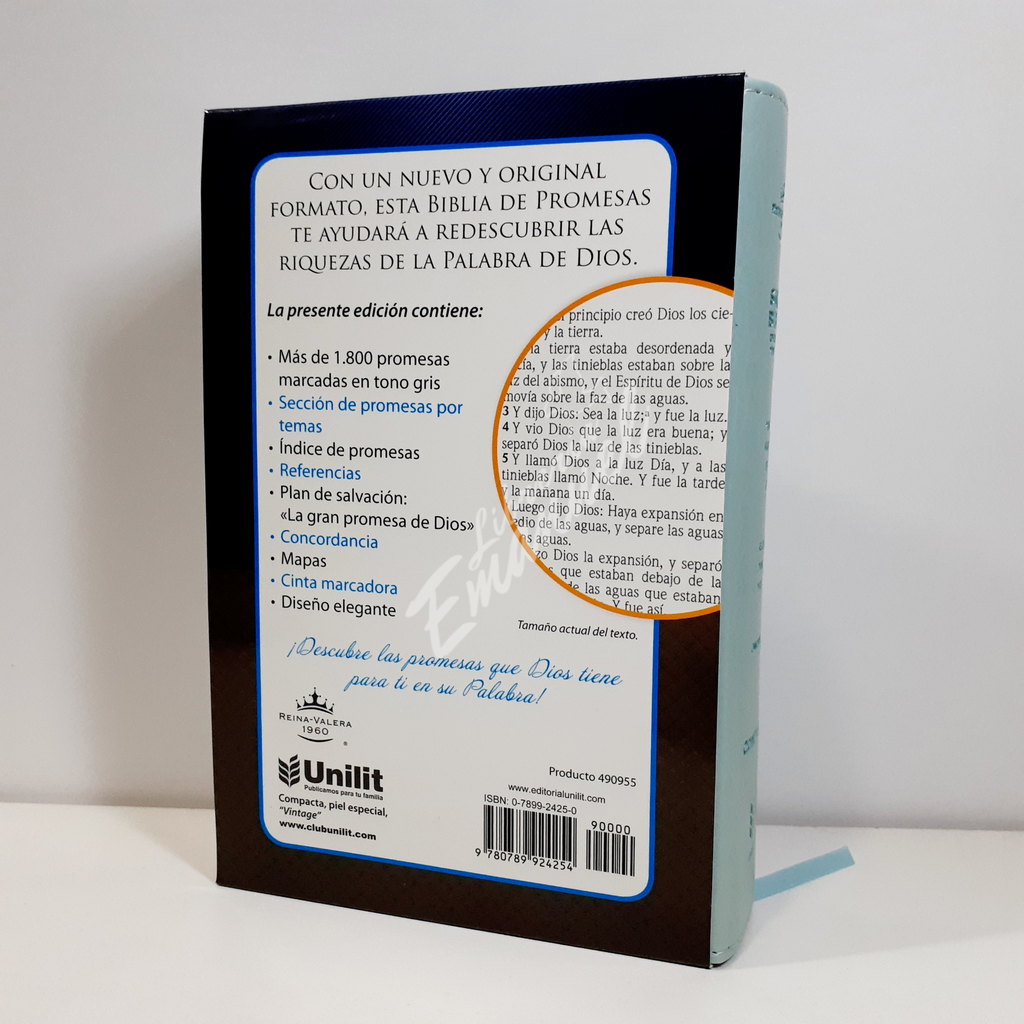 Con un nuevo y original
formato, esta Biblia de Promesas
te ayudará a redescubrir las
riquezas de la Palabra de Dios.
La presente edición contiene:
• Más de 1.800 promesas
marcadas en tono gris
• Sección de promesas por
temas
• Índice de promesas
• Referencias
• Plan de salvación:
«La gran promesa de Dios»
• Concordancia
• Mapas
• Cinta marcadora
• Diseño elegante
principio creó Dios los cie-
y la tierra.
la tierra estaba desordenada y
y las tinieblas estaban sobre la
del abismo, y el Espíritu de Dios se
movía sobre la faz de las aguas.
3 Y dijo Dios: Sea la luz;a y fue la luz.
4 Y vio Dios que la luz era buena; y
separó Dios la luz de las tinieblas.
5 Y llamó Dios a la luz Día, y a las
tinieblas llamó Noche. Y fue la tarde
y la mañana un día.
Luego dijo Dios: Haya expansión en
de las aguas, y separe las aguas
aguas.
Dios la expansión, y separó
que estaban debajo de la
de las aguas que estaban
Y fue así.
Tamaño actual del texto.
¡Descubre las promesas que Dios tiene
para ti en su Palabra!
Reina-Valera
1960
®
Unilit
Publicamos para tu familia
Compacta, piel especial,
"Vintage"
www.clubunilit.com
Producto 490955
www.editorialunilit.com
ISBN: 0-7899-2425-0
90000
9 780789 924254